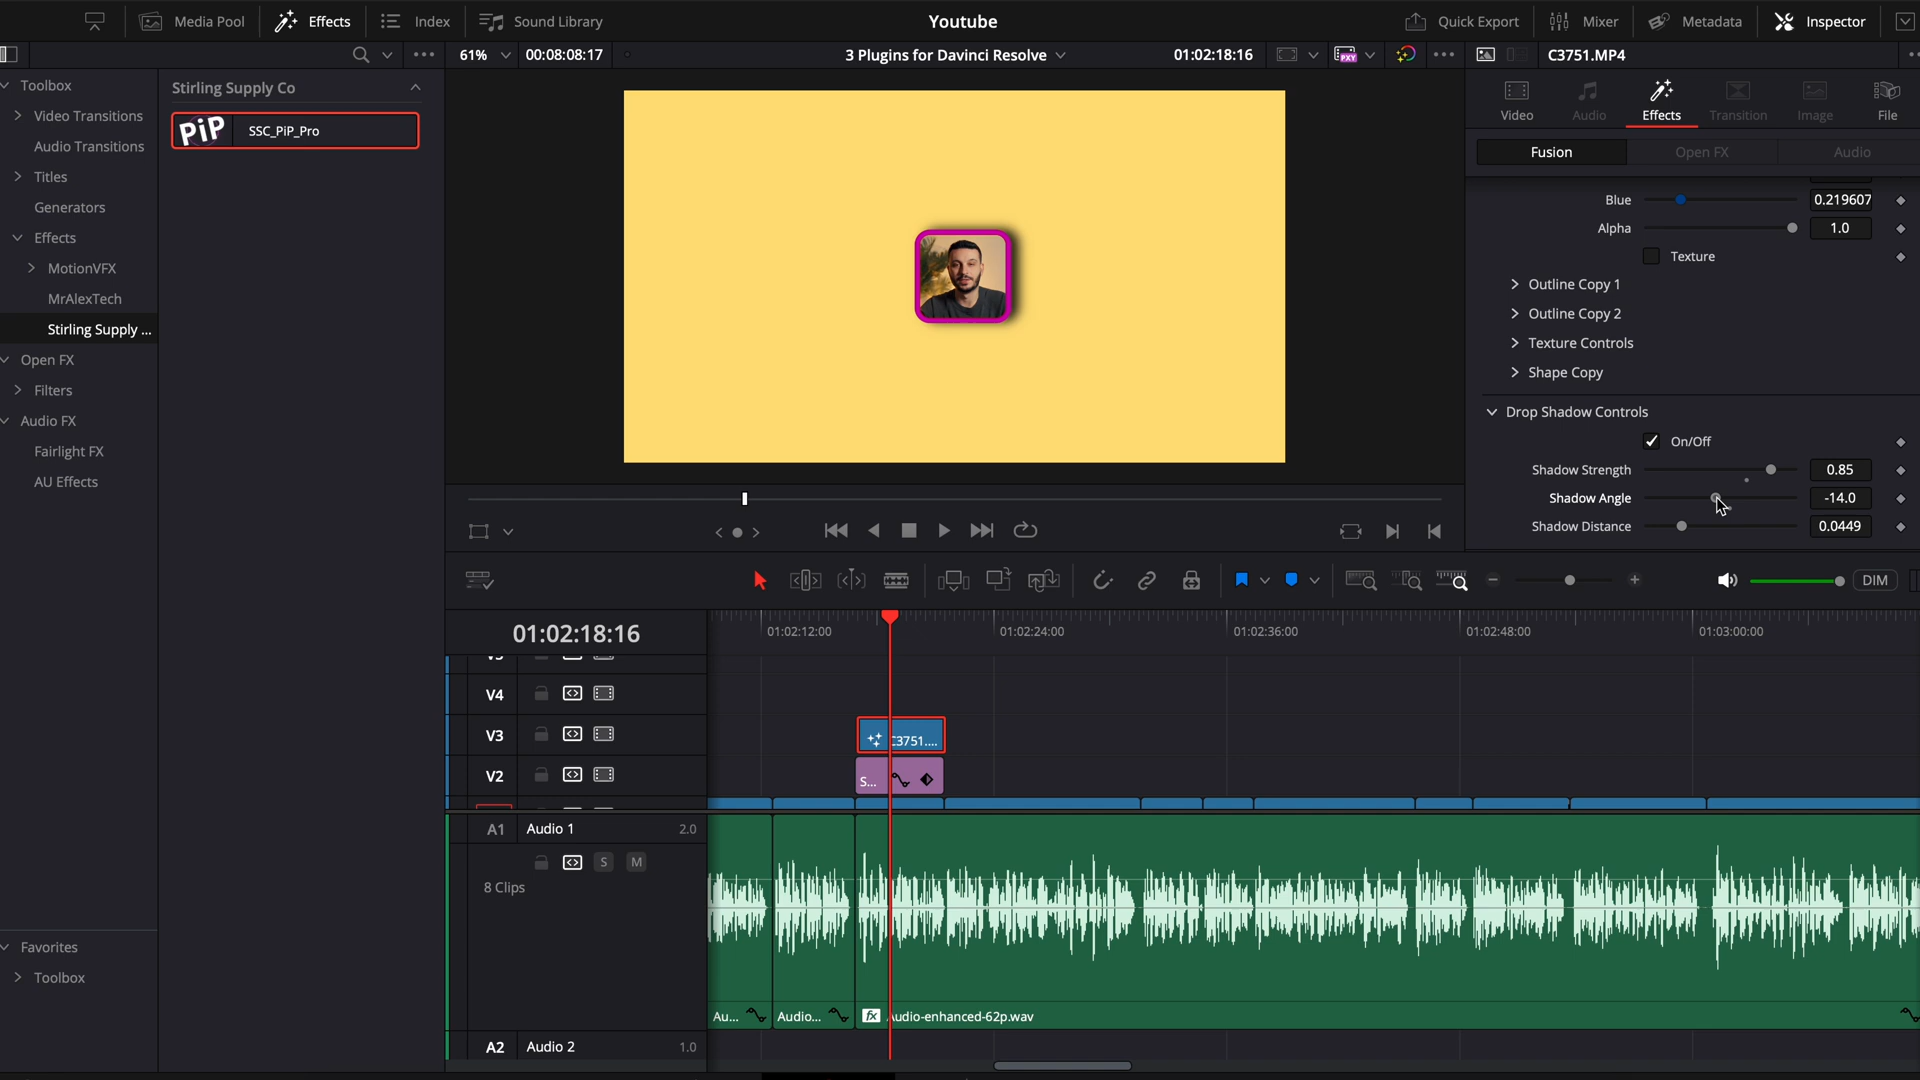 Media Pool Effects Index Sound Library Youtube Quick Export Mixer Metadata Inspector
61% 00:08:08:17 3 Plugins for Davinci Resolve 01:02:18:16 PXY C3751.MP4
Toolbox
Video Transitions
Audio Transitions
Titles
Generators
Effects
MotionVFX
MrAlexTech
Stirling Supply ...
Open FX
Filters
Audio FX
Fairlight FX
AU Effects
Favorites
Toolbox
Stirling Supply Co
PiP SSC_PiP_Pro
Video Audio Effects Transition Image File
Fusion Open FX Audio
Blue 0.219607
Alpha 1.0
Texture
Outline Copy 1
Outline Copy 2
Texture Controls
Shape Copy
Drop Shadow Controls
On/Off
Shadow Strength 0.85
Shadow Angle -14.0
Shadow Distance 0.0449
DIM
01:02:18:16 01:02:12:00 01:02:24:00 01:02:36:00 01:02:48:00 01:03:00:00
V4
V3 C3751....
V2 S...
A1 Audio 1 2.0
S M
8 Clips
Au... Audio... fx Audio-enhanced-62p.wav
A2 Audio 2 1.0